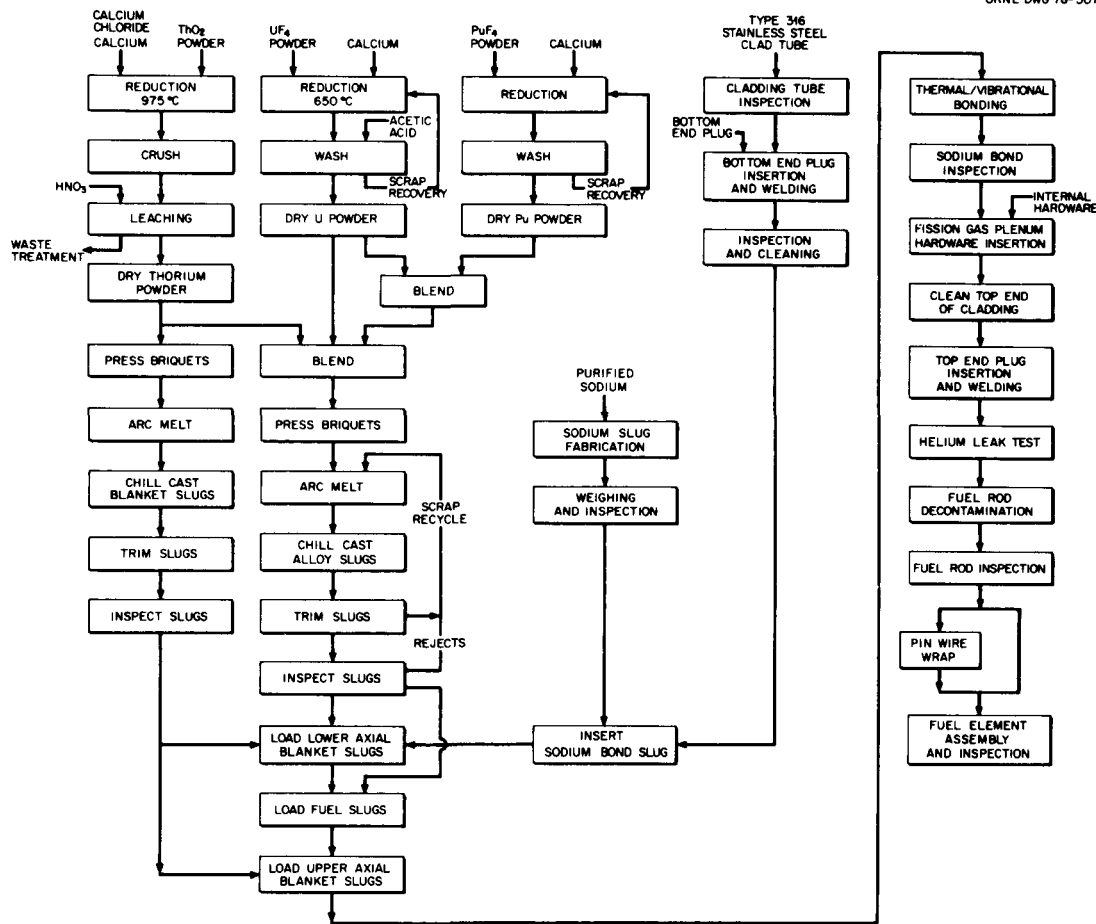 CALCIUM
CHLORIDE
CALCIUM
ThO2
POWDER
REDUCTION
975°C
CRUSH
HNO3
LEACHING
WASTE
TREATMENT
DRY THORIUM
POWDER
PRESS BRIQUETS
ARC MELT
CHILL CAST
BLANKET SLUGS
TRIM SLUGS
INSPECT SLUGS
UF4
POWDER
CALCIUM
REDUCTION
650°C
ACETIC
ACID
WASH
SCRAP
RECOVERY
DRY U POWDER
BLEND
PRESS BRIQUETS
ARC MELT
SCRAP
RECYCLE
CHILL CAST
ALLOY SLUGS
TRIM SLUGS
REJECTS
INSPECT SLUGS
LOAD LOWER AXIAL
BLANKET SLUGS
LOAD FUEL SLUGS
LOAD UPPER AXIAL
BLANKET SLUGS
PuF4
POWDER
CALCIUM
REDUCTION
WASH
SCRAP
RECOVERY
DRY Pu POWDER
BLEND
PURIFIED
SODIUM
SODIUM SLUG
FABRICATION
WEIGHING
AND INSPECTION
INSERT
SODIUM BOND SLUG
TYPE 316
STAINLESS STEEL
CLAD TUBE
CLADDING TUBE
INSPECTION
BOTTOM
END PLUG
BOTTOM END PLUG
INSERTION
AND WELDING
INSPECTION
AND CLEANING
THERMAL/VIBRATIONAL
BONDING
SODIUM BOND
INSPECTION
INTERNAL
HARDWARE
FISSION GAS PLENUM
HARDWARE INSERTION
CLEAN TOP END
OF CLADDING
TOP END PLUG
INSERTION
AND WELDING
HELIUM LEAK TEST
FUEL ROD
DECONTAMINATION
FUEL ROD INSPECTION
PIN WIRE
WRAP
FUEL ELEMENT
ASSEMBLY
AND INSPECTION